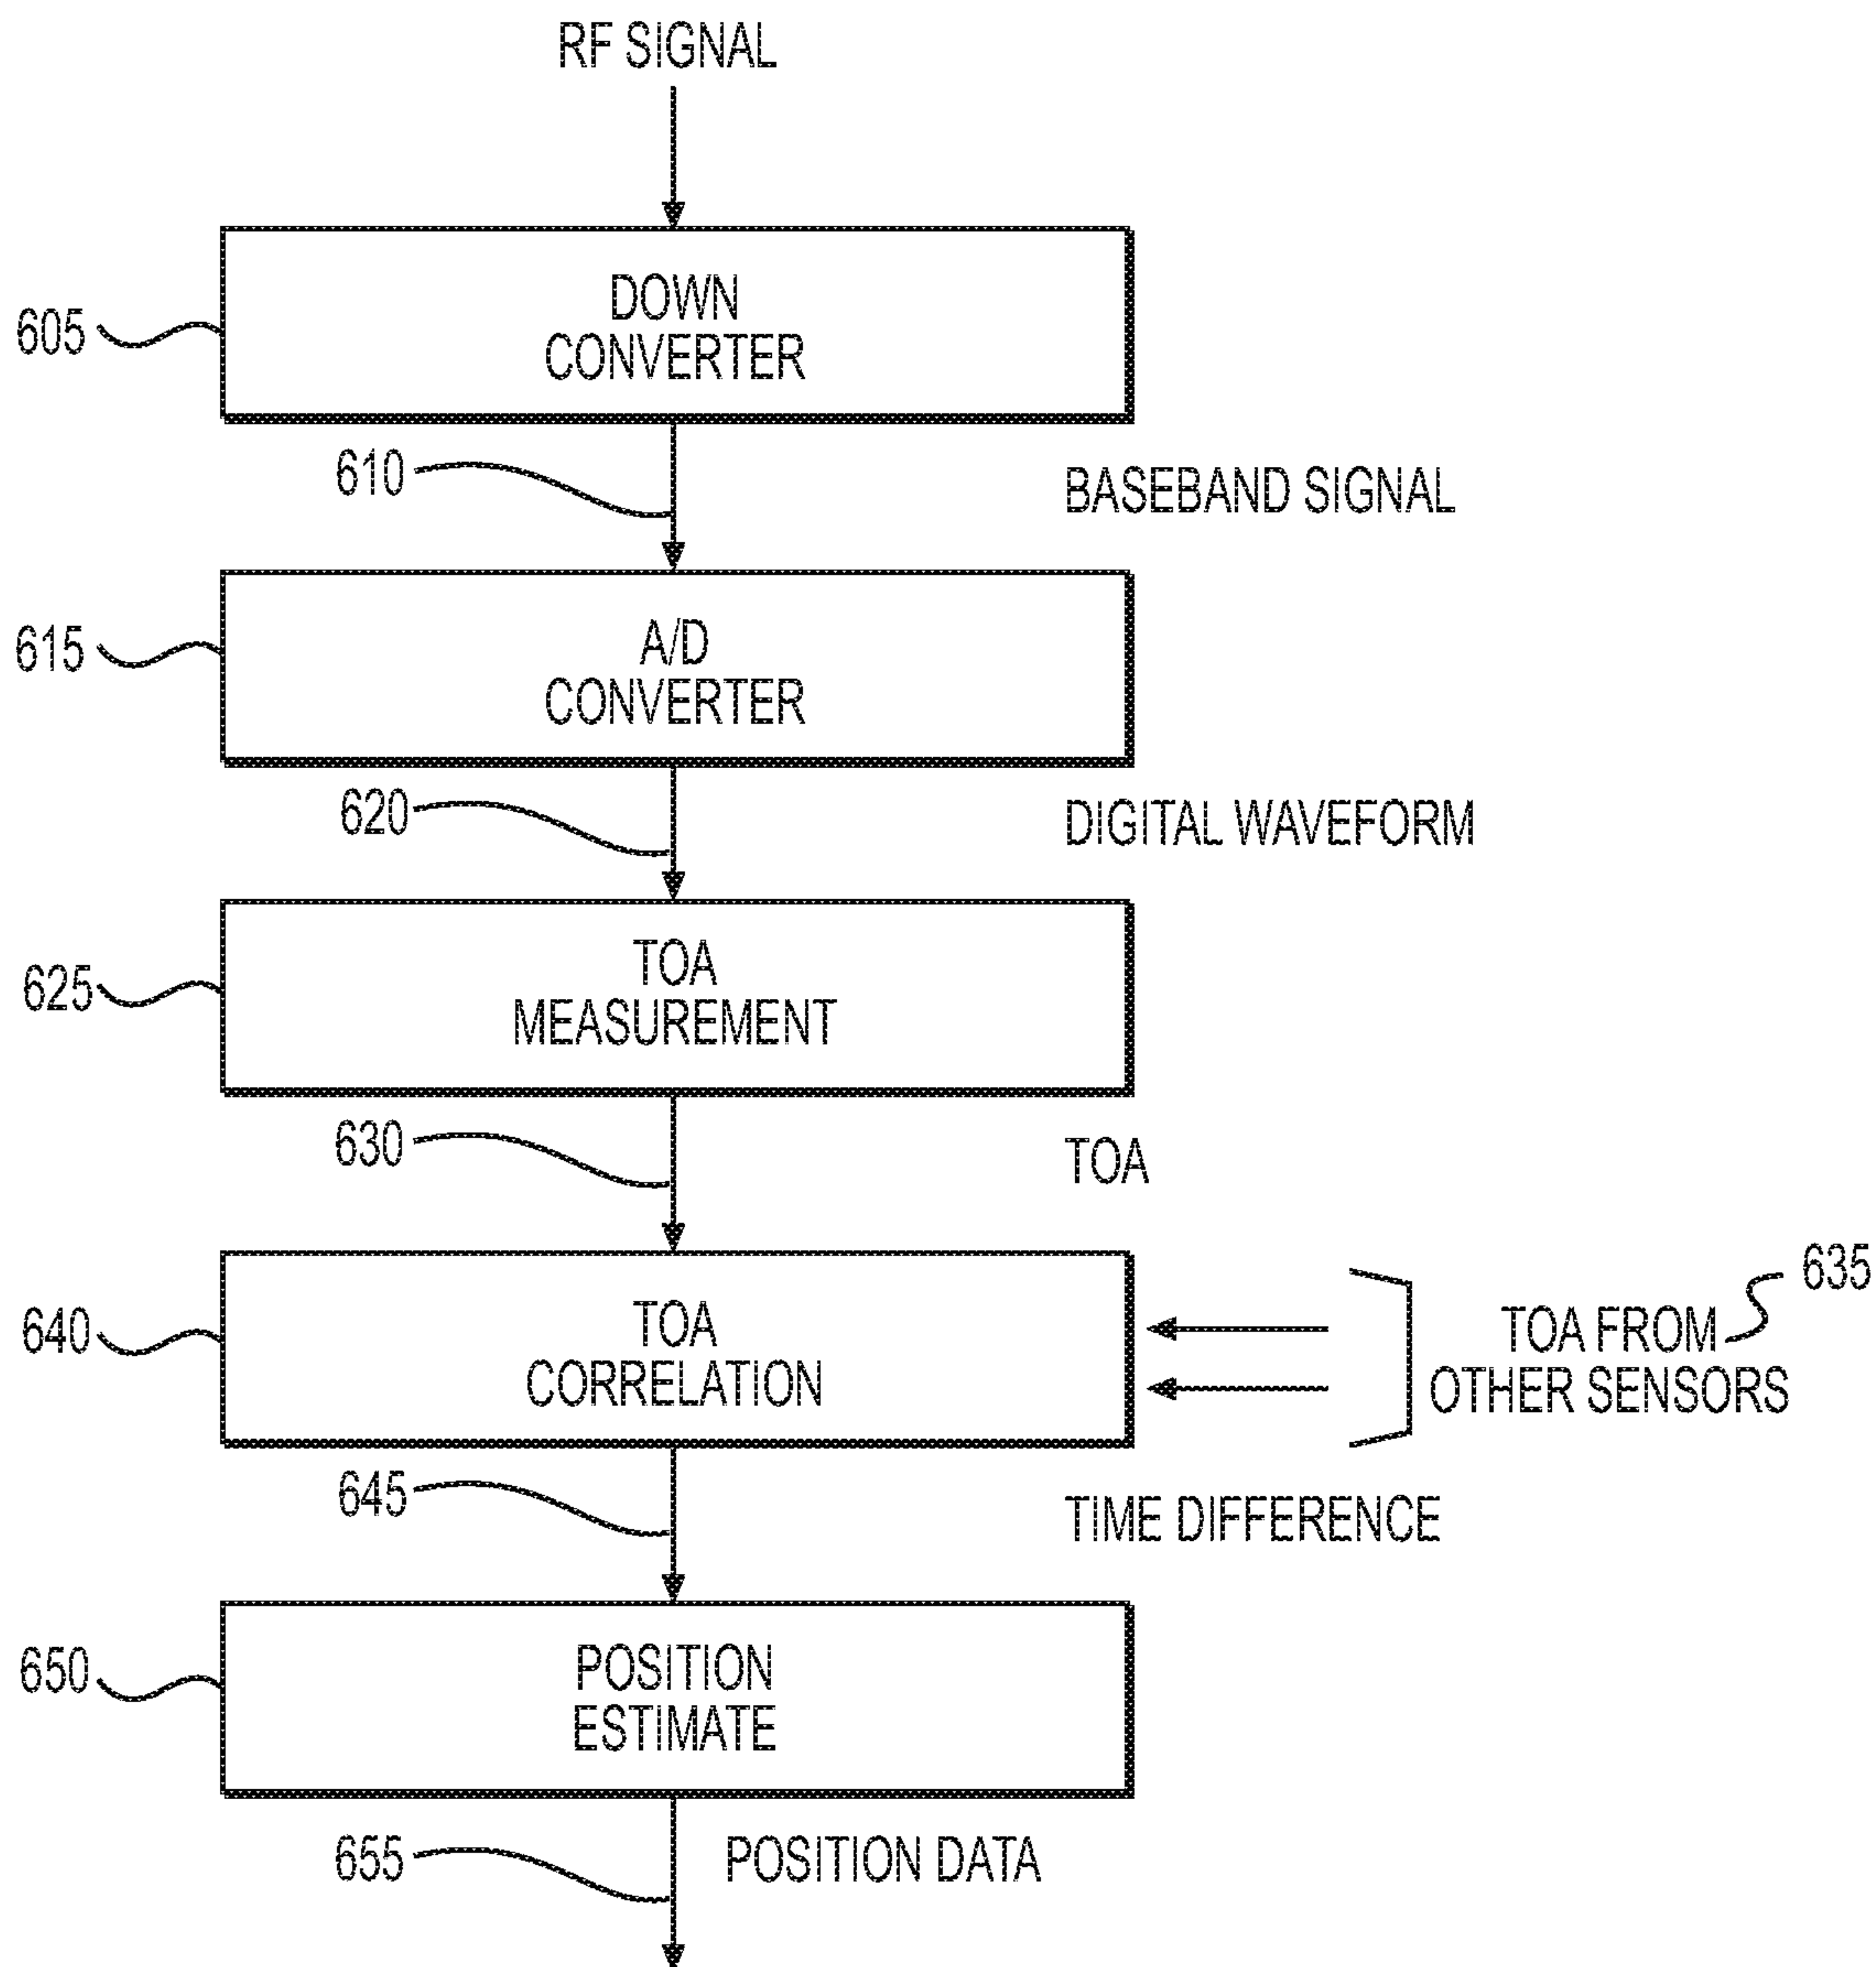 RF SIGNAL
DOWN
CONVERTER
605
610
BASEBAND SIGNAL
A/D
CONVERTER
615
620
DIGITAL WAVEFORM
TOA
MEASUREMENT
625
630
TOA
TOA
CORRELATION
640
635
TOA FROM
OTHER SENSORS
645
TIME DIFFERENCE
POSITION
ESTIMATE
650
655
POSITION DATA